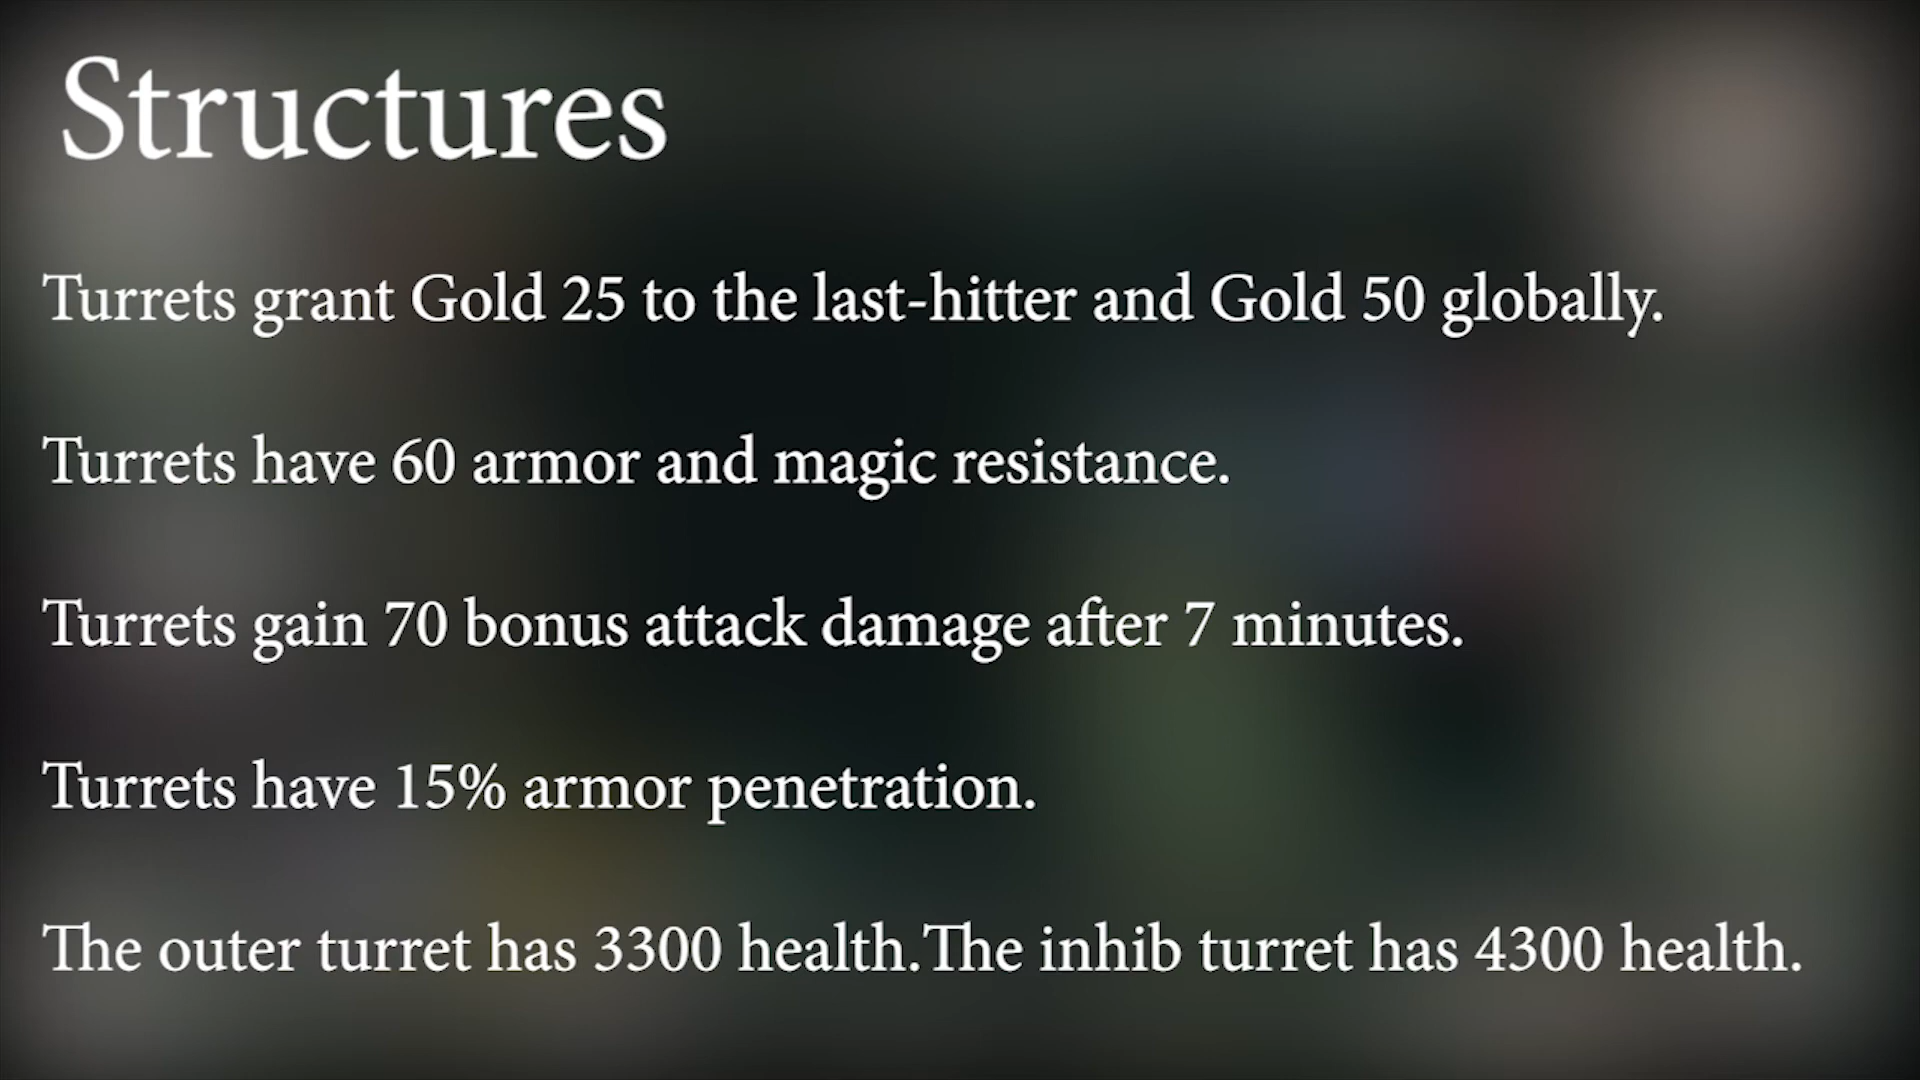 Structures
Turrets grant Gold 25 to the last-hitter and Gold 50 globally.
Turrets have 60 armor and magic resistance.
Turrets gain 70 bonus attack damage after 7 minutes.
Turrets have 15% armor penetration.
The outer turret has 3300 health.The inhib turret has 4300 health.